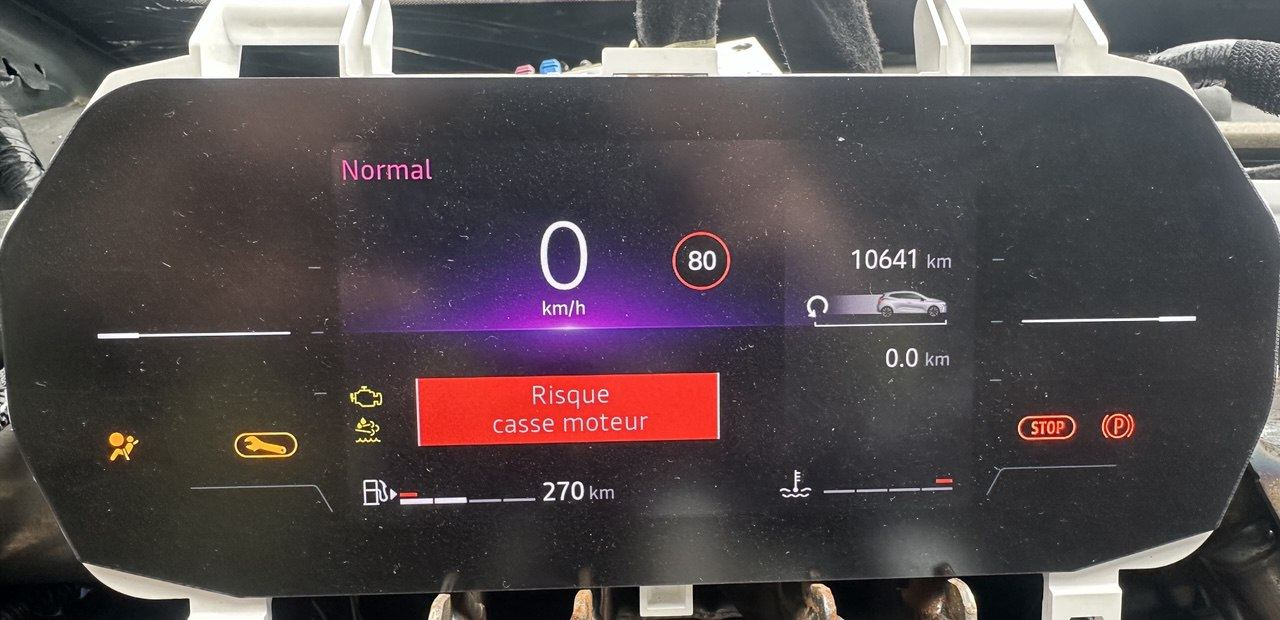 Normal
0
km/h
80
10641 km
0.0 km
Risque
casse moteur
STOP
P
270 km